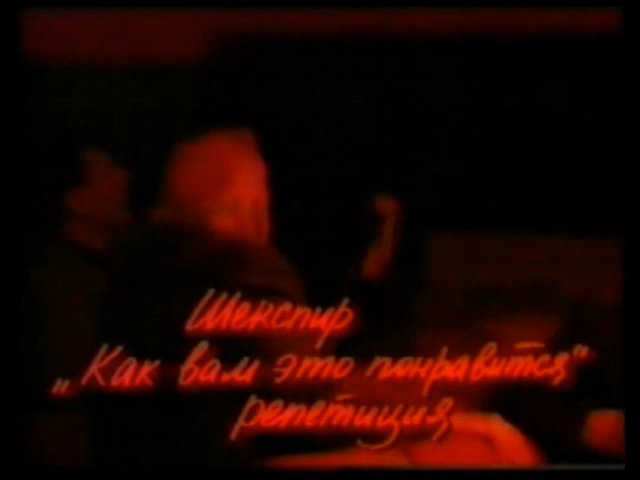 Шекспир
„Как вам это понравится“
репетиция